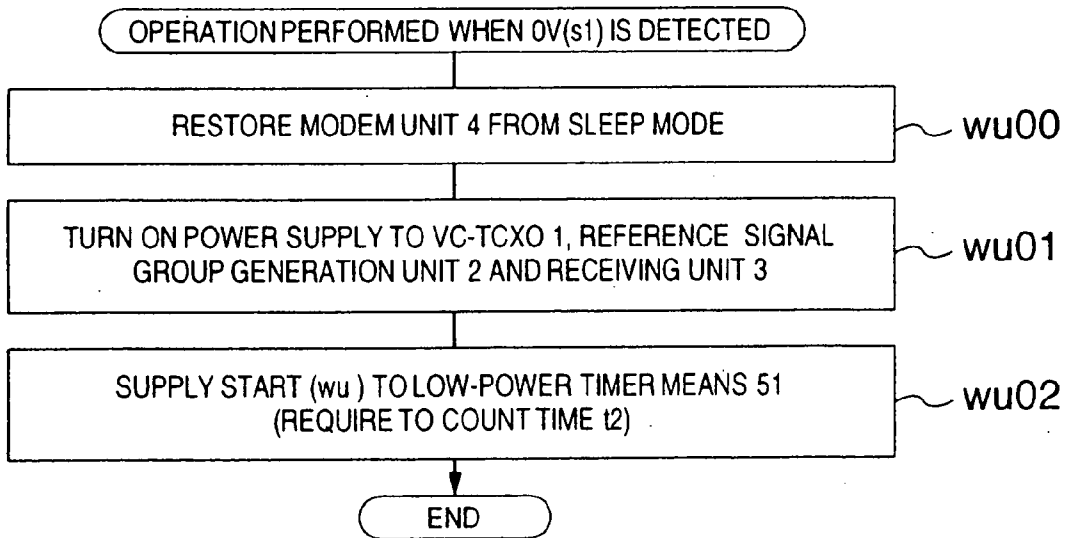 OPERATION PERFORMED WHEN 0V(s1) IS DETECTED
RESTORE MODEM UNIT 4 FROM SLEEP MODE
wu00
TURN ON POWER SUPPLY TO VC-TCXO 1, REFERENCE SIGNAL
GROUP GENERATION UNIT 2 AND RECEIVING UNIT 3
wu01
SUPPLY START (wu ) TO LOW-POWER TIMER MEANS 51
(REQUIRE TO COUNT TIME t2)
wu02
END